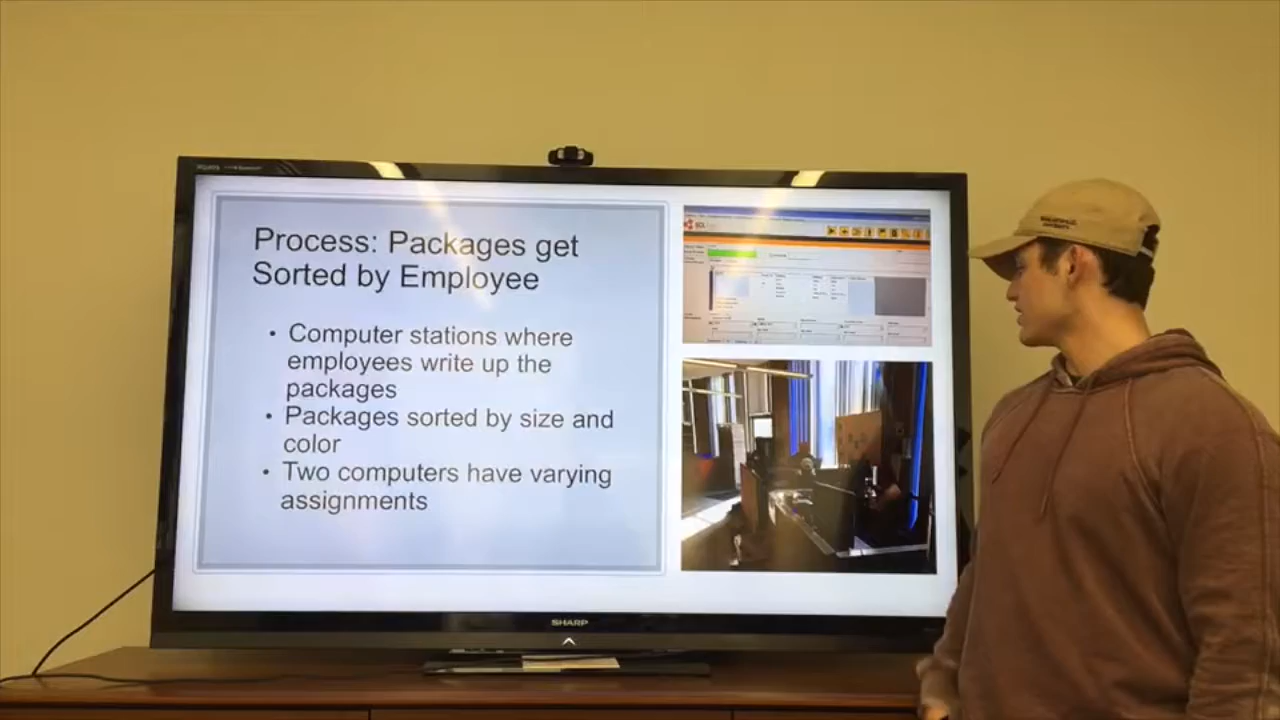 Process: Packages get
Sorted by Employee
• Computer stations where
employees write up the
packages
• Packages sorted by size and
color
• Two computers have varying
assignments
SHARP